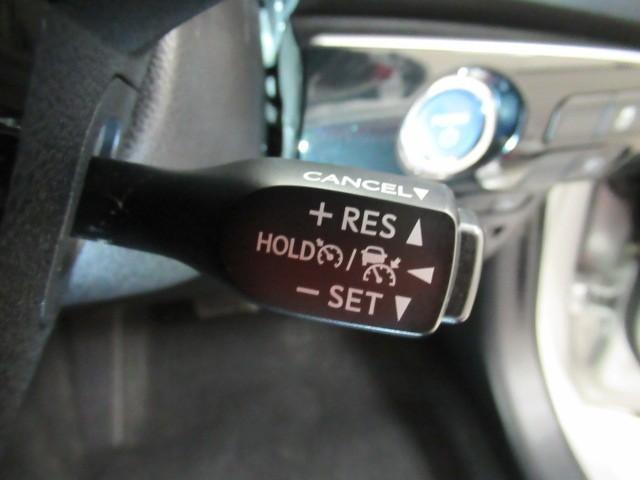 CANCEL▼
+ RES ▲
HOLD / ◀
− SET ▼